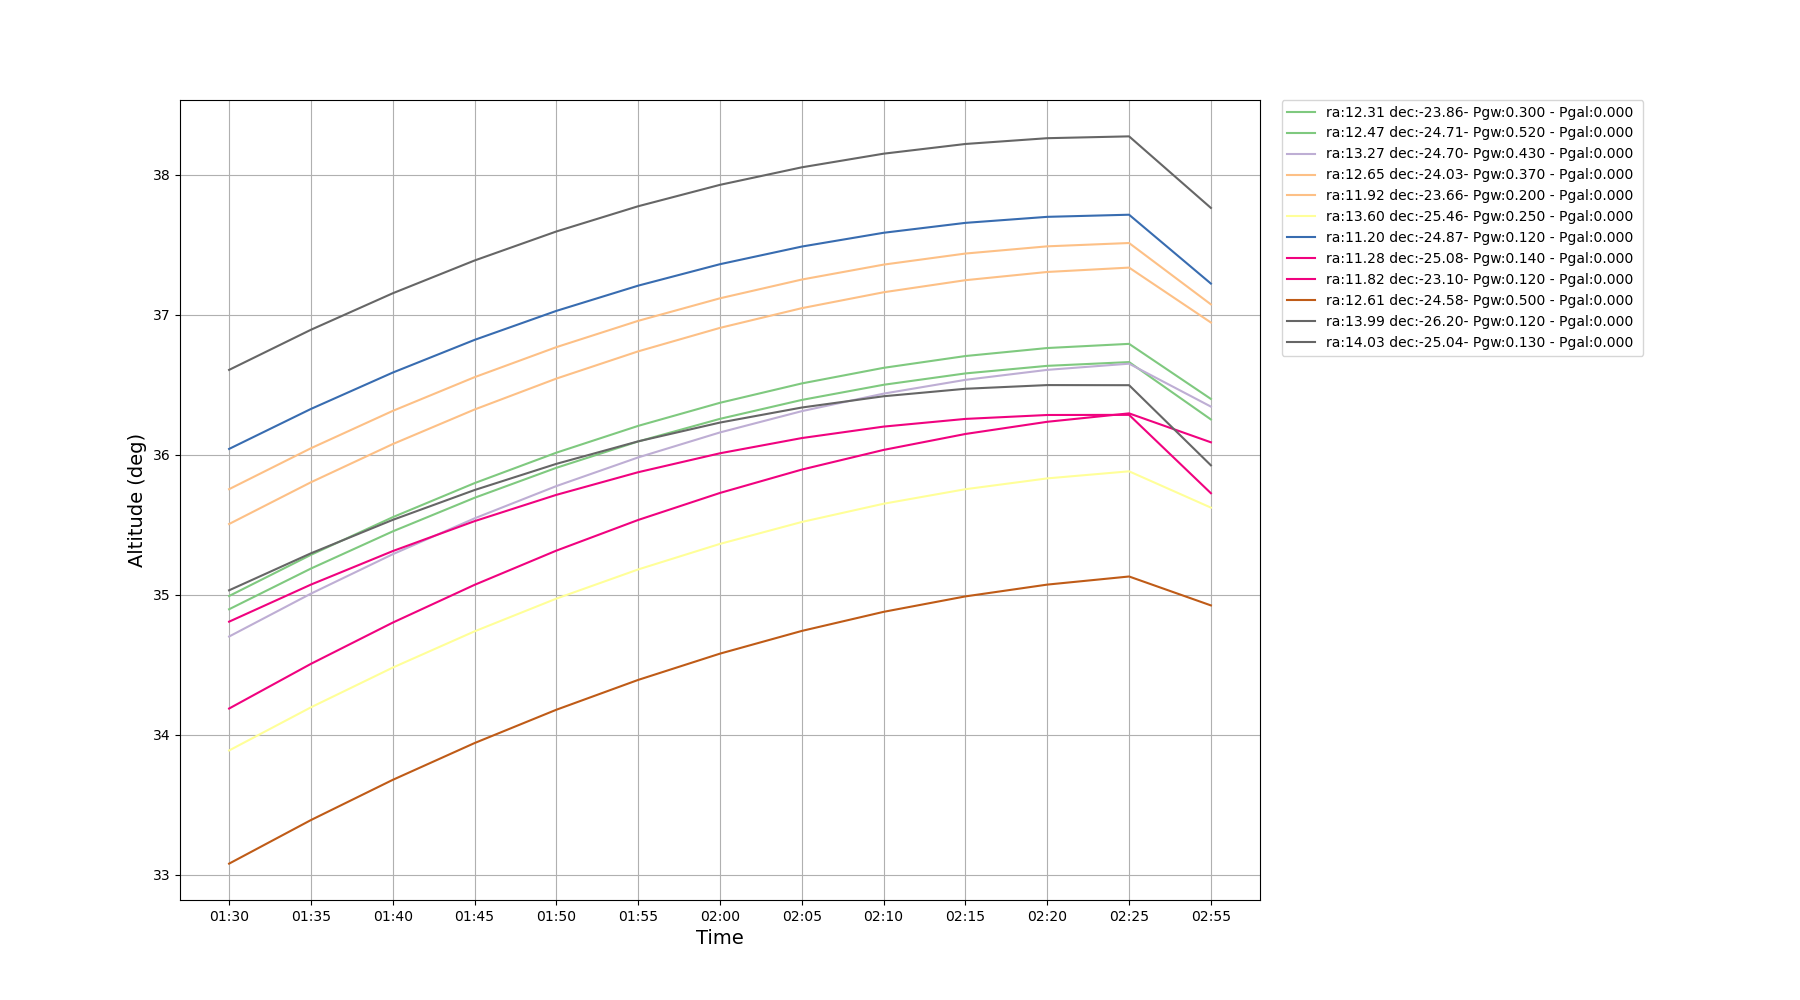 ra:12.31 dec:-23.86- Pgw:0.300 - Pgal:0.000
ra:12.47 dec:-24.71- Pgw:0.520 - Pgal:0.000
ra:13.27 dec:-24.70- Pgw:0.430 - Pgal:0.000
ra:12.65 dec:-24.03- Pgw:0.370 - Pgal:0.000
ra:11.92 dec:-23.66- Pgw:0.200 - Pgal:0.000
ra:13.60 dec:-25.46- Pgw:0.250 - Pgal:0.000
ra:11.20 dec:-24.87- Pgw:0.120 - Pgal:0.000
ra:11.28 dec:-25.08- Pgw:0.140 - Pgal:0.000
ra:11.82 dec:-23.10- Pgw:0.120 - Pgal:0.000
ra:12.61 dec:-24.58- Pgw:0.500 - Pgal:0.000
ra:13.99 dec:-26.20- Pgw:0.120 - Pgal:0.000
ra:14.03 dec:-25.04- Pgw:0.130 - Pgal:0.000
38
37
36
35
34
33
Altitude (deg)
01:30 01:35 01:40 01:45 01:50 01:55 02:00 02:05 02:10 02:15 02:20 02:25 02:55
Time